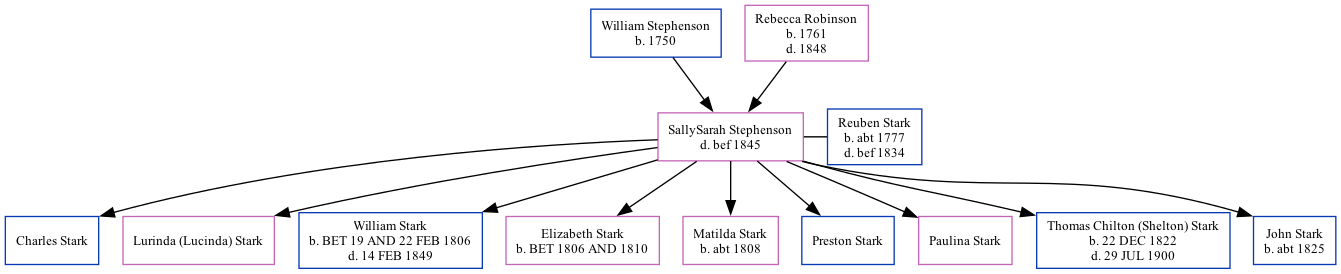 William Stephenson
b. 1750
Rebecca Robinson
b. 1761
d. 1848
SallySarah Stephenson
d. bef 1845
Reuben Stark
b. abt 1777
d. bef 1834
Charles Stark
Lurinda (Lucinda) Stark
William Stark
b. BET 19 AND 22 FEB 1806
d. 14 FEB 1849
Elizabeth Stark
b. BET 1806 AND 1810
Matilda Stark
b. abt 1808
Preston Stark
Paulina Stark
Thomas Chilton (Shelton) Stark
b. 22 DEC 1822
d. 29 JUL 1900
John Stark
b. abt 1825